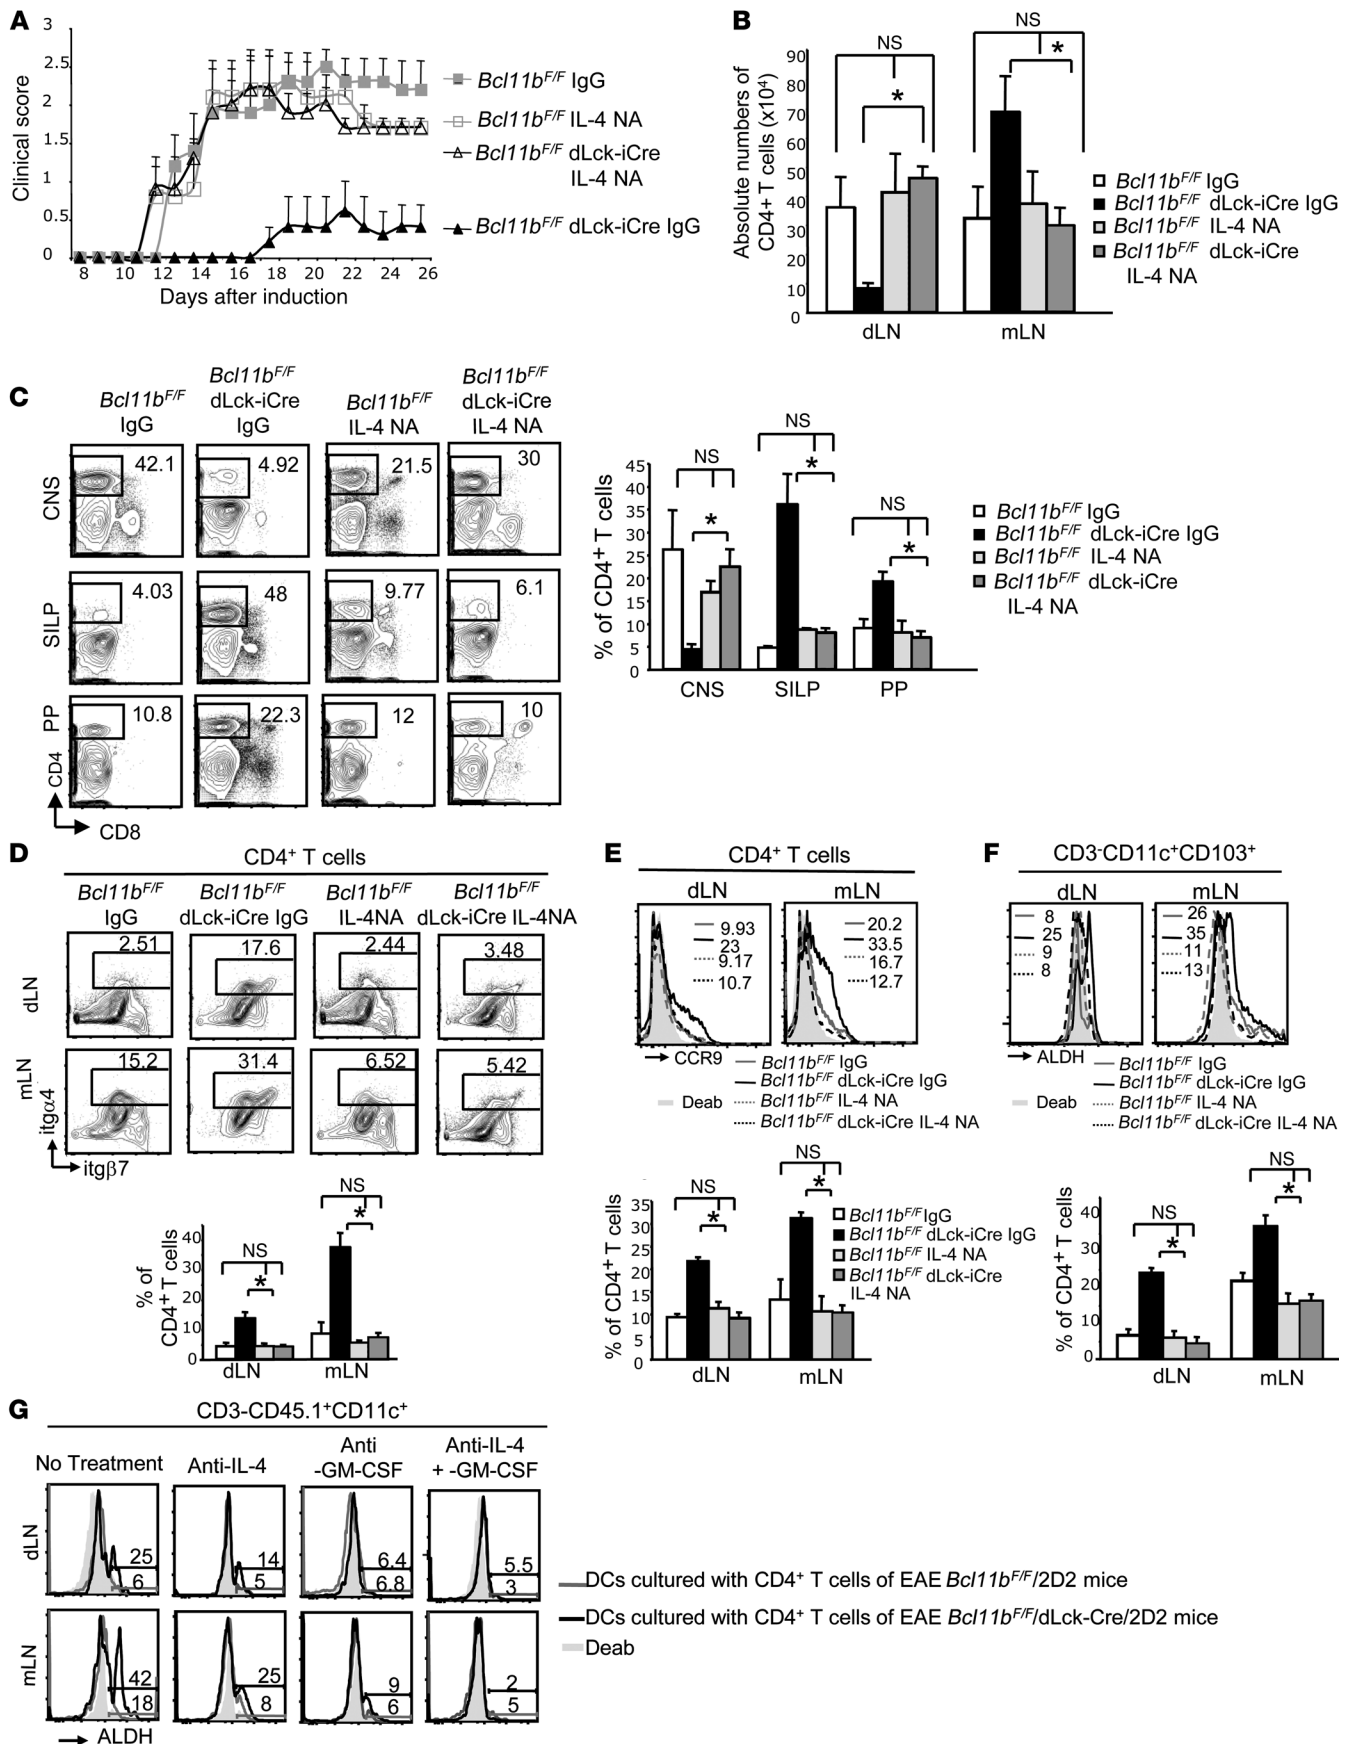 A
Clinical score
3
2.5
2
1.5
1
0.5
0
8 10 12 14 16 18 20 22 24 26
Days after induction
Bcl11bF/F IgG
Bcl11bF/F IL-4 NA
Bcl11bF/F dLck-iCre
IL-4 NA
Bcl11bF/F dLck-iCre IgG
B
Absolute numbers of
CD4+ T cells (x10⁴)
90
80
70
60
50
40
30
20
10
0
NS
*
NS
*
dLN mLN
Bcl11bF/F IgG
Bcl11bF/F dLck-iCre IgG
Bcl11bF/F IL-4 NA
Bcl11bF/F dLck-iCre
IL-4 NA
C
Bcl11bF/F
IgG
Bcl11bF/F
dLck-iCre
IgG
Bcl11bF/F
IL-4 NA
Bcl11bF/F
dLck-iCre
IL-4 NA
CNS
42.1 4.92 21.5 30
SILP
4.03 48 9.77 6.1
PP
10.8 22.3 12 10
CD4
CD8
% of CD4+ T cells
45
40
35
30
25
20
15
10
5
0
NS
*
NS
*
NS
*
CNS SILP PP
Bcl11bF/F IgG
Bcl11bF/F dLck-iCre IgG
Bcl11bF/F IL-4 NA
Bcl11bF/F dLck-iCre
IL-4 NA
D
CD4+ T cells
Bcl11bF/F
IgG
Bcl11bF/F
dLck-iCre IgG
Bcl11bF/F
IL-4NA
Bcl11bF/F
dLck-iCre IL-4NA
dLN
2.51 17.6 2.44 3.48
mLN
15.2 31.4 6.52 5.42
itgα4
itgβ7
% of
CD4+ T cells
40
30
20
10
0
NS
*
NS
*
dLN mLN
E
CD4+ T cells
dLN mLN
9.93
23
9.17
10.7
20.2
33.5
16.7
12.7
CCR9
Bcl11bF/F IgG
Bcl11bF/F dLck-iCre IgG
Deab
Bcl11bF/F IL-4 NA
Bcl11bF/F dLck-iCre IL-4 NA
% of CD4+ T cells
35
30
25
20
15
10
5
0
NS
*
NS
*
dLN mLN
Bcl11bF/F IgG
Bcl11bF/F dLck-iCre IgG
Bcl11bF/F IL-4 NA
Bcl11bF/F dLck-iCre
IL-4 NA
F
CD3-CD11c+CD103+
dLN mLN
8
25
9
8
26
35
11
13
ALDH
Bcl11bF/F IgG
Bcl11bF/F dLck-iCre IgG
Deab
Bcl11bF/F IL-4 NA
Bcl11bF/F dLck-iCre IL-4 NA
% of CD4+ T cells
40
30
20
10
0
NS
*
NS
*
dLN mLN
G
CD3-CD45.1+CD11c+
No Treatment
Anti-IL-4
Anti
-GM-CSF
Anti-IL-4
+ -GM-CSF
dLN
25 14 6.4 5.5
6 5 6.8 3
mLN
42 25 9 2
18 8 6 5
ALDH
DCs cultured with CD4+ T cells of EAE Bcl11bF/F/2D2 mice
DCs cultured with CD4+ T cells of EAE Bcl11bF/F/dLck-Cre/2D2 mice
Deab